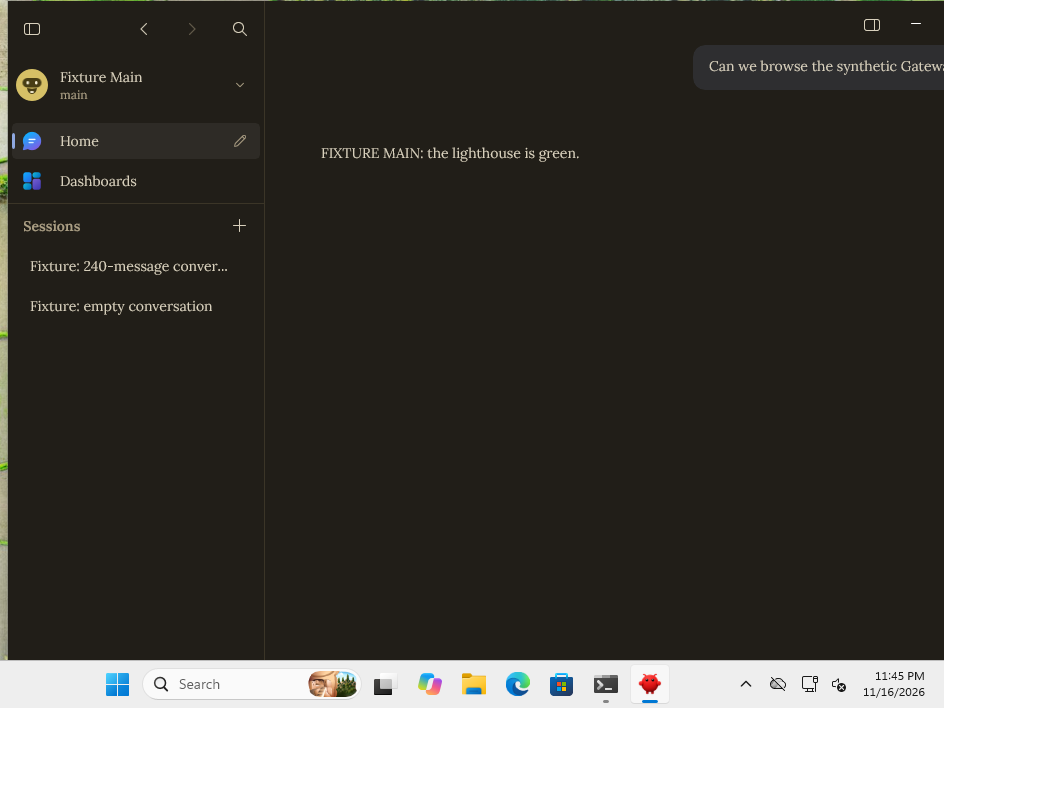 Fixture Main
main
Home
Dashboards
Sessions
Fixture: 240-message conver...
Fixture: empty conversation
Can we browse the synthetic Gatewa
FIXTURE MAIN: the lighthouse is green.
Search
11:45 PM
11/16/2026